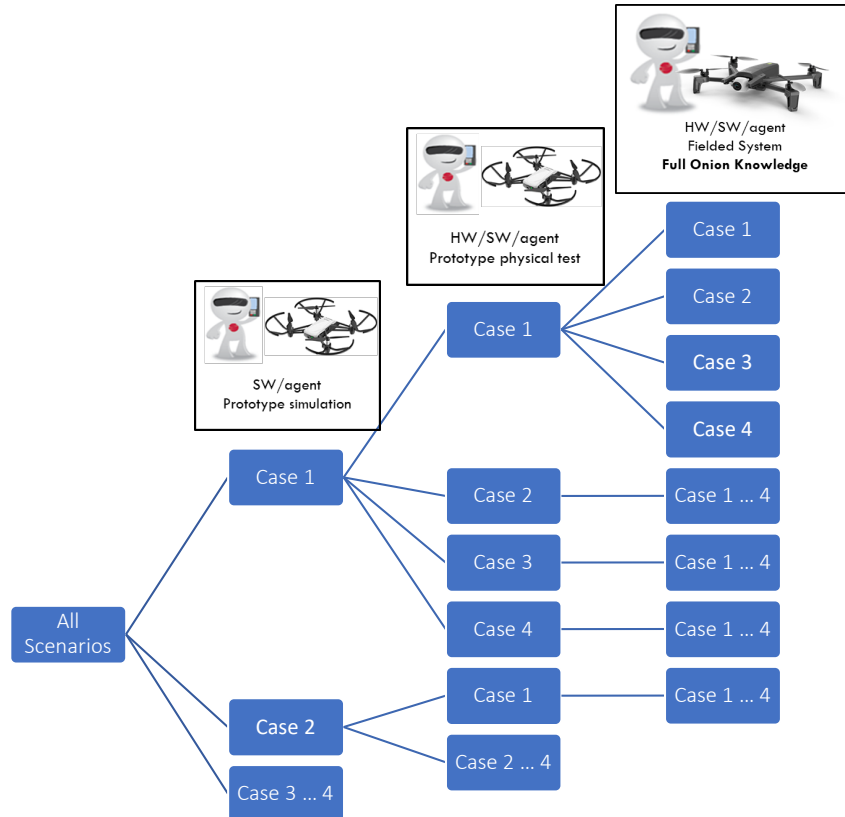 HW/SW/agent
Fielded System
Full Onion Knowledge
HW/SW/agent
Prototype physical test
SW/agent
Prototype simulation
Case 1
Case 2
Case 3
Case 4
Case 1
Case 1
Case 2
Case 1 ... 4
Case 3
Case 1 ... 4
Case 4
Case 1 ... 4
All
Scenarios
Case 2
Case 1
Case 1 ... 4
Case 2 ... 4
Case 3 ... 4